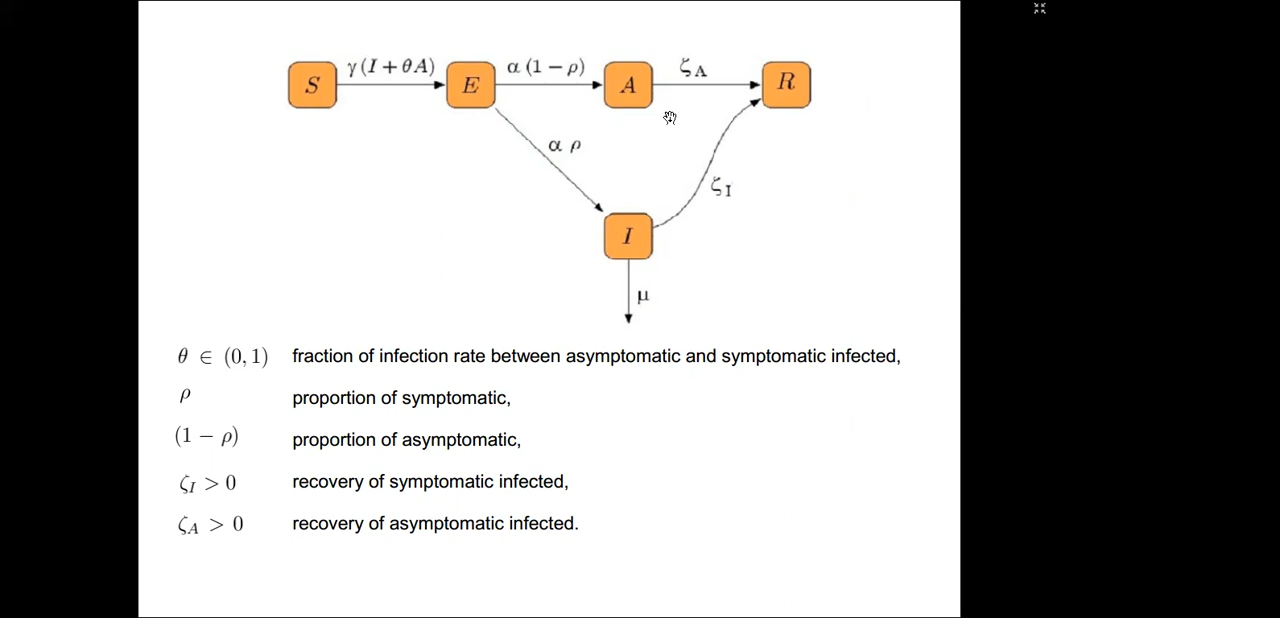 S γ(I + θA) E α(1 − ρ) A ζA R
α ρ
ζI
I
μ
θ ∈ (0, 1) fraction of infection rate between asymptomatic and symptomatic infected,
ρ proportion of symptomatic,
(1 − ρ) proportion of asymptomatic,
ζI > 0 recovery of symptomatic infected,
ζA > 0 recovery of asymptomatic infected.